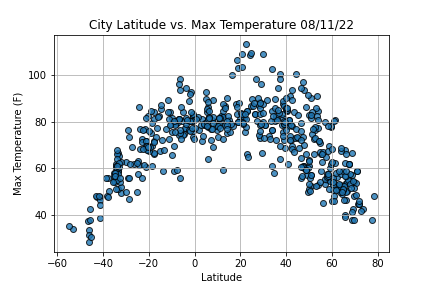 City Latitude vs. Max Temperature 08/11/22
100
80
60
40
Max Temperature (F)
−60 −40 −20 0 20 40 60 80
Latitude